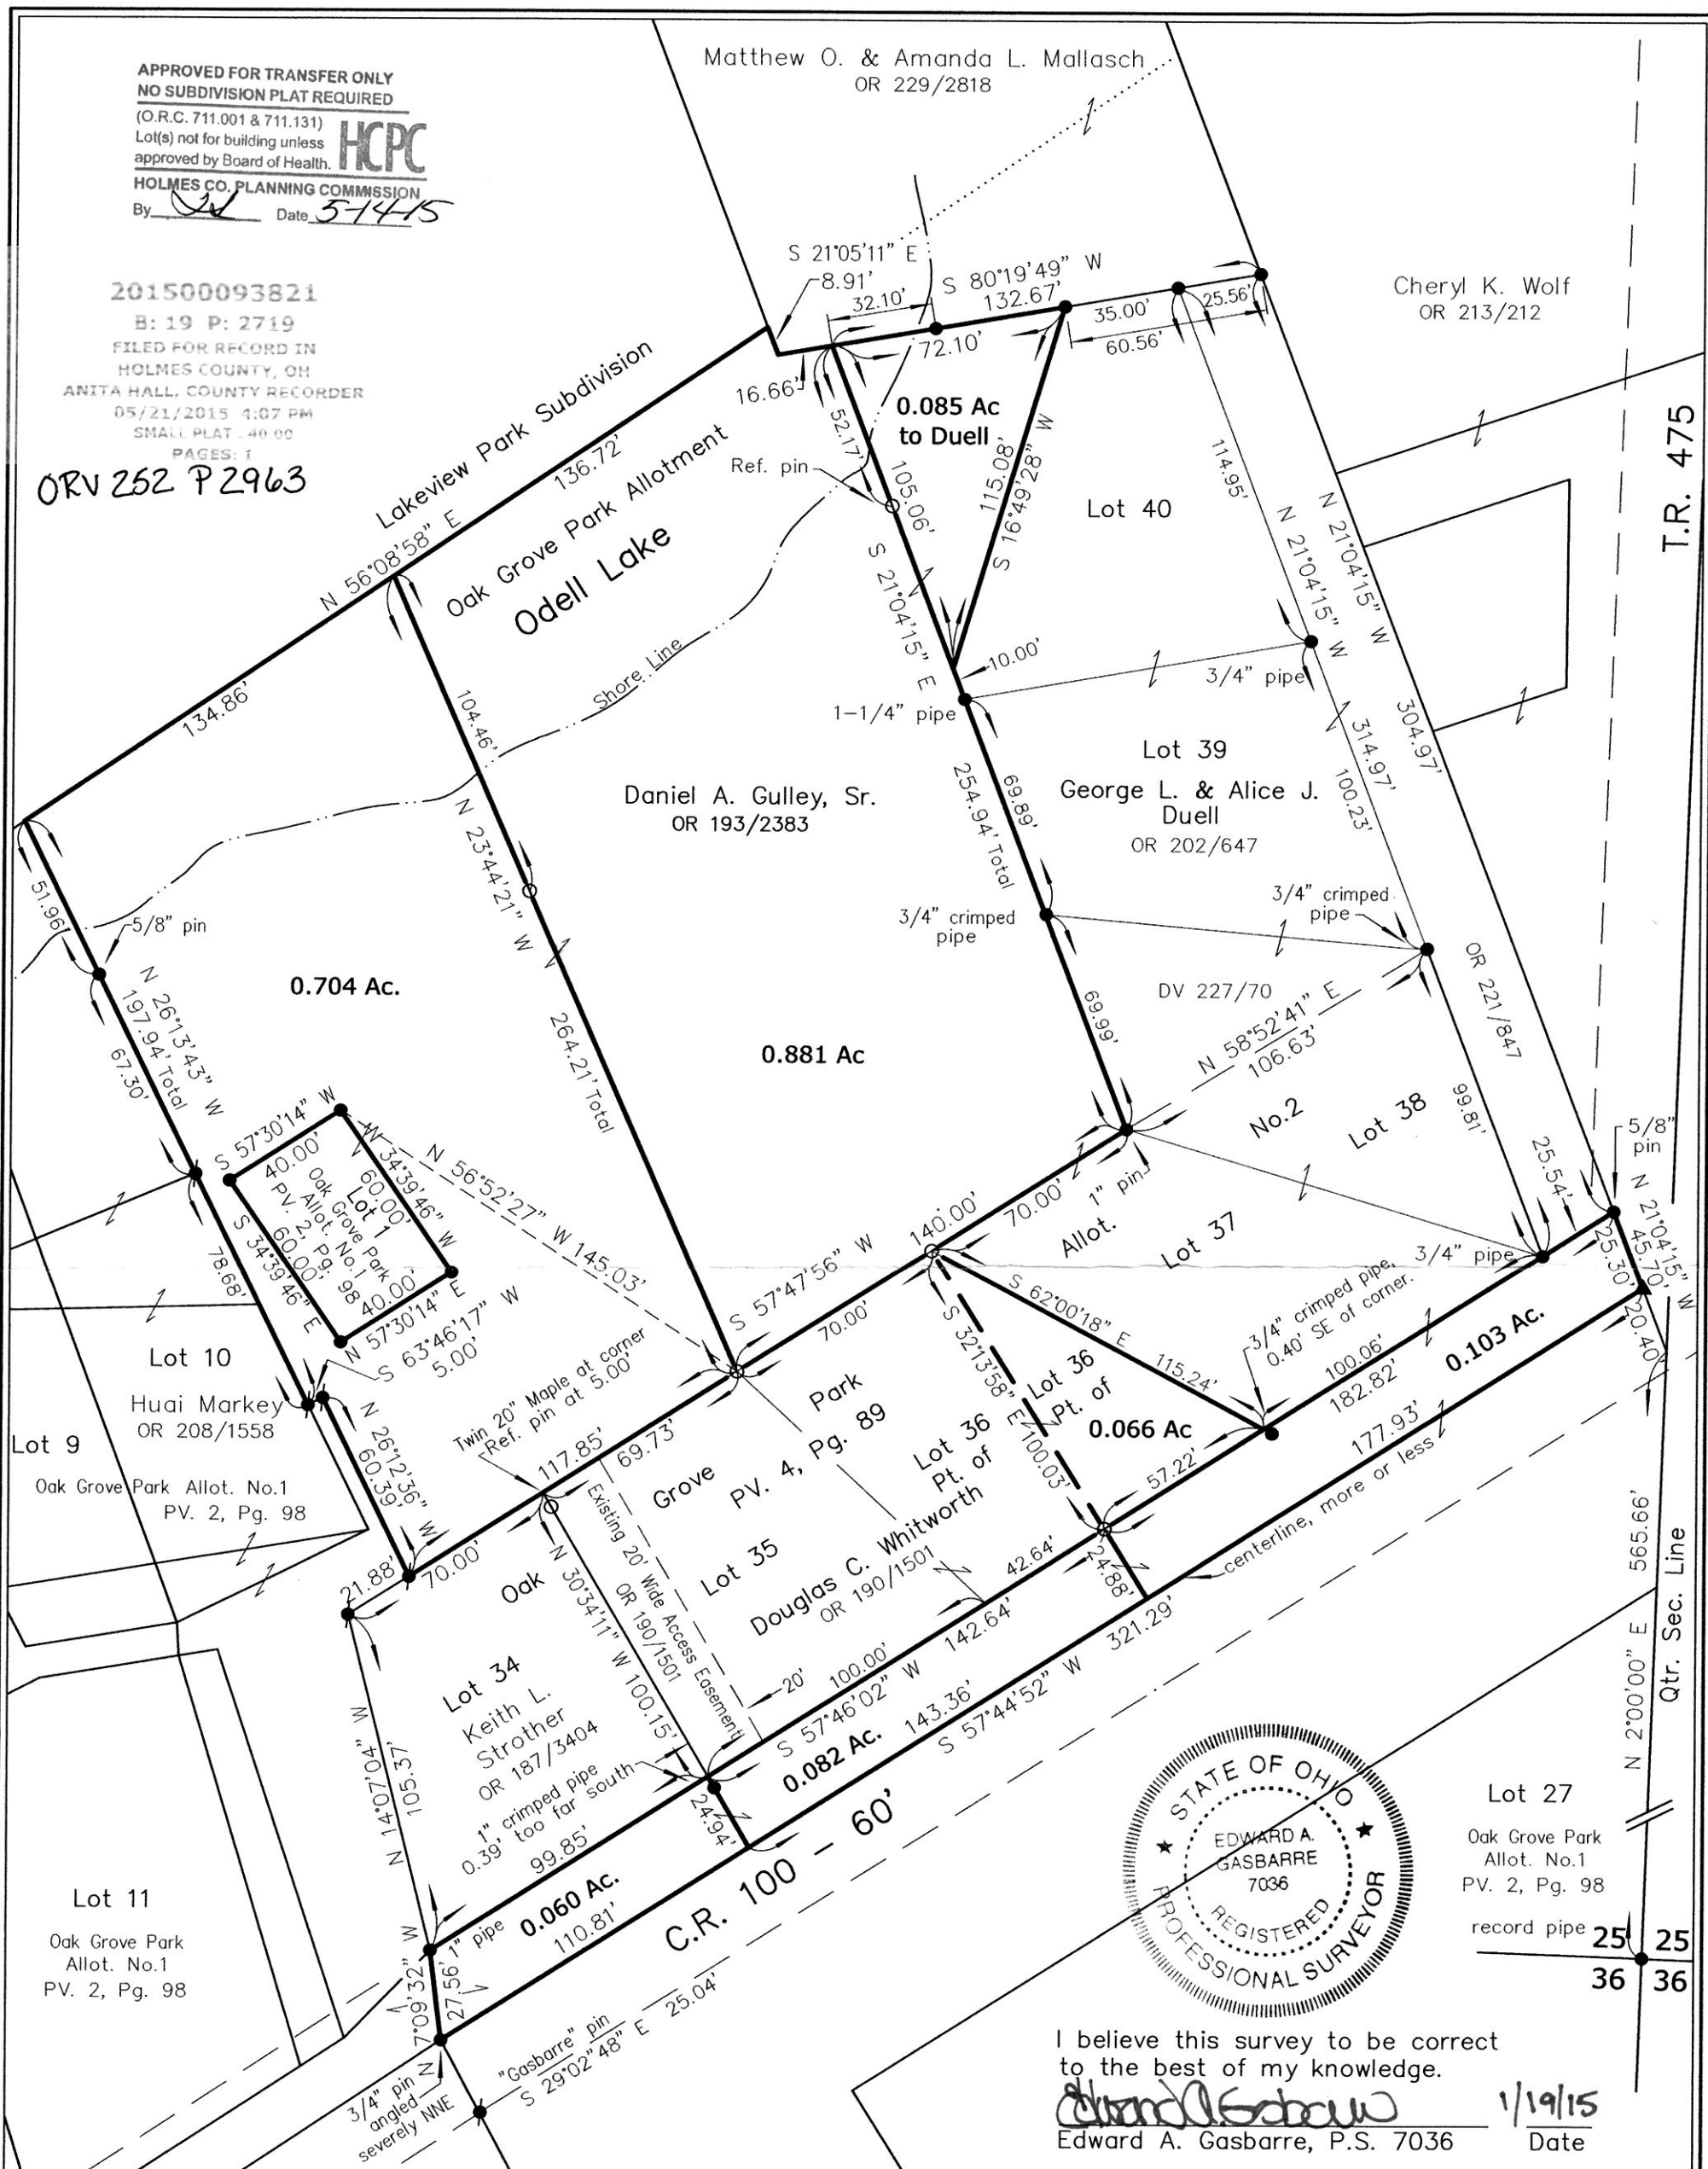 APPROVED FOR TRANSFER ONLY
NO SUBDIVISION PLAT REQUIRED
(O.R.C. 711.001 & 711.131)
Lot(s) not for building unless
approved by Board of Health.
HCPC
HOLMES CO. PLANNING COMMISSION
By Date 5-14-15
201500093821
B: 19 P: 2719
FILED FOR RECORD IN
HOLMES COUNTY, OH
ANITA HALL, COUNTY RECORDER
05/21/2015 4:07 PM
SMALL PLAT . 40.00
PAGES: 1
ORV 252 P 2963
Matthew O. & Amanda L. Mallasch
OR 229/2818
Cheryl K. Wolf
OR 213/212
T.R. 475
S 21°05'11" E
8.91'
32.10'
S 80°19'49" W
132.67'
72.10'
35.00'
25.56'
60.56'
16.66'
0.085 Ac
to Duell
Ref. pin
52.17'
105.06'
S 21°04'15" E
115.08'
S 16°49'28" W
10.00'
Lot 40
114.95'
N 21°04'15" W
314.97'
N 21°04'15" W
304.97'
3/4" pipe
1-1/4" pipe
Lakeview Park Subdivision
N 56°08'58" E
136.72'
134.86'
Oak Grove Park Allotment
Odell Lake
Shore Line
104.46'
N 23°44'21" W
264.21' Total
Daniel A. Gulley, Sr.
OR 193/2383
0.881 Ac
254.94' Total
69.89'
Lot 39
George L. & Alice J.
Duell
OR 202/647
100.23'
3/4" crimped
pipe
3/4" crimped
pipe
69.99'
DV 227/70
N 58°52'41" E
106.63'
OR 221/847
No.2
Lot 38
99.81'
25.54'
5/8"
pin
51.96'
5/8" pin
N 26°13'43" W
197.94' Total
67.30'
0.704 Ac.
S 57°30'14" W
40.00'
N 34°39'46" W
60.00'
Lot 1
Oak Grove Park
Allot. No.1
PV. 2, Pg. 98
60.00'
S 34°39'46" E
40.00'
N 57°30'14" E
N 56°52'27" W 145.03'
S 63°46'17" W
5.00'
78.68'
N 26°12'36" W
60.39'
Lot 10
Huai Markey
OR 208/1558
Lot 9
Oak Grove Park Allot. No.1
PV. 2, Pg. 98
S 57°47'56" W
140.00'
70.00'
70.00'
1" pin
Allot.
Lot 37
3/4" pipe
N 21°04'15" W
45.70'
25.30'
20.40'
S 62°00'18" E
115.24'
3/4" crimped pipe,
0.40' SE of corner.
100.06'
182.82'
0.103 Ac.
177.93'
S 32°13'58" E 100.03'
Lot 36
Pt. of
Lot 36
Pt. of
0.066 Ac
57.22'
centerline, more or less
Twin 20" Maple at corner
Ref. pin at 5.00'
117.85'
69.73'
Park
PV. 4, Pg. 89
Grove
Lot 35
Oak
Existing 20' Wide Access Easement
OR 190/1501
Douglas C. Whitworth
OR 190/1501
42.64'
142.64'
24.88'
321.29'
21.88'
70.00'
N 30°34'11" W 100.15'
20'
100.00'
S 57°46'02" W
143.36'
0.082 Ac.
S 57°44'52" W
Lot 34
Keith L.
Strother
OR 187/3404
1" crimped pipe
0.39' too far south
99.85'
24.94'
N 14°07'04" W
105.37'
0.060 Ac.
110.81'
1" pipe
N 7°09'32" W
27.56'
C.R. 100 - 60'
Lot 11
Oak Grove Park
Allot. No.1
PV. 2, Pg. 98
3/4" pin
angled
severely NNE
"Gasbarre" pin
S 29°02'48" E 25.04'
N 2°00'00" E 565.66'
Qtr. Sec. Line
Lot 27
Oak Grove Park
Allot. No.1
PV. 2, Pg. 98
record pipe
25 25
36 36
STATE OF OHIO
EDWARD A.
GASBARRE
7036
REGISTERED
PROFESSIONAL SURVEYOR
I believe this survey to be correct
to the best of my knowledge.
1/19/15
Edward A. Gasbarre, P.S. 7036 Date